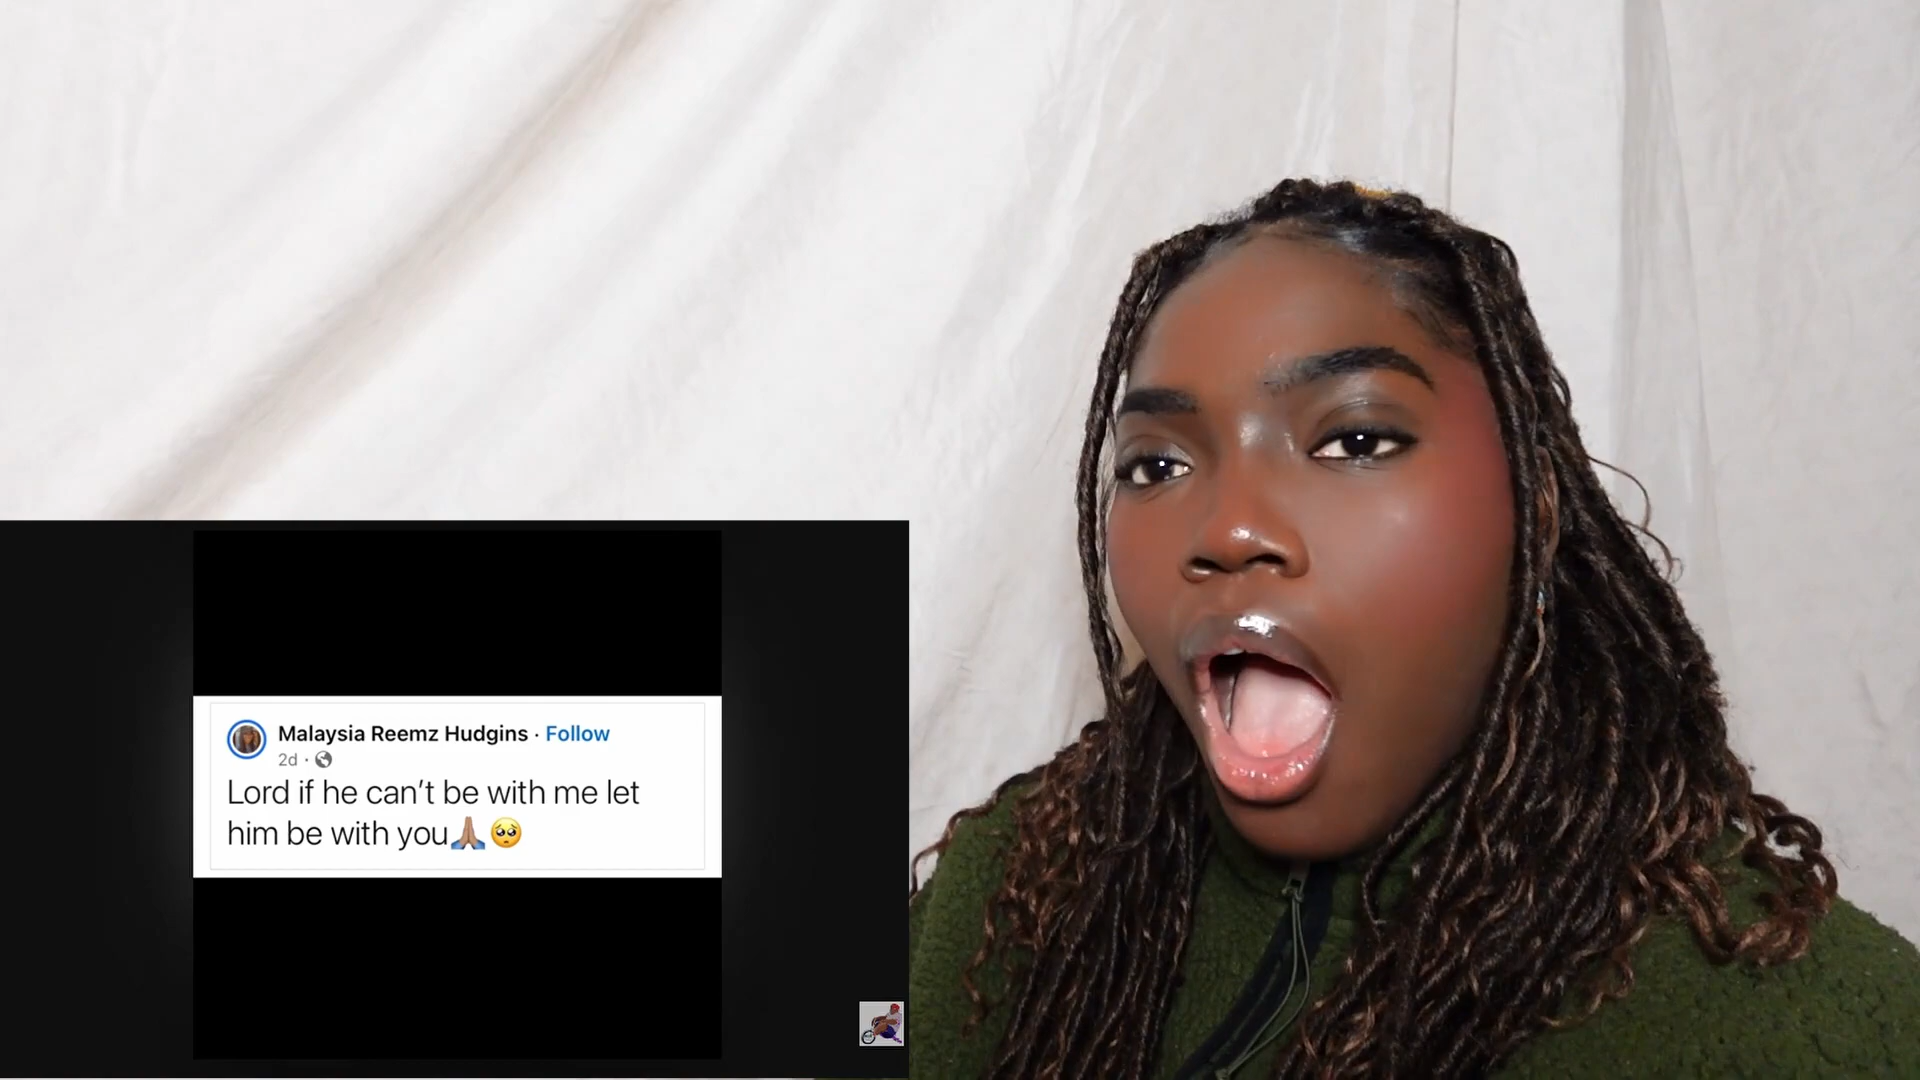 Malaysia Reemz Hudgins · Follow
2d ·
Lord if he can’t be with me let
him be with you🙏🏽🥺